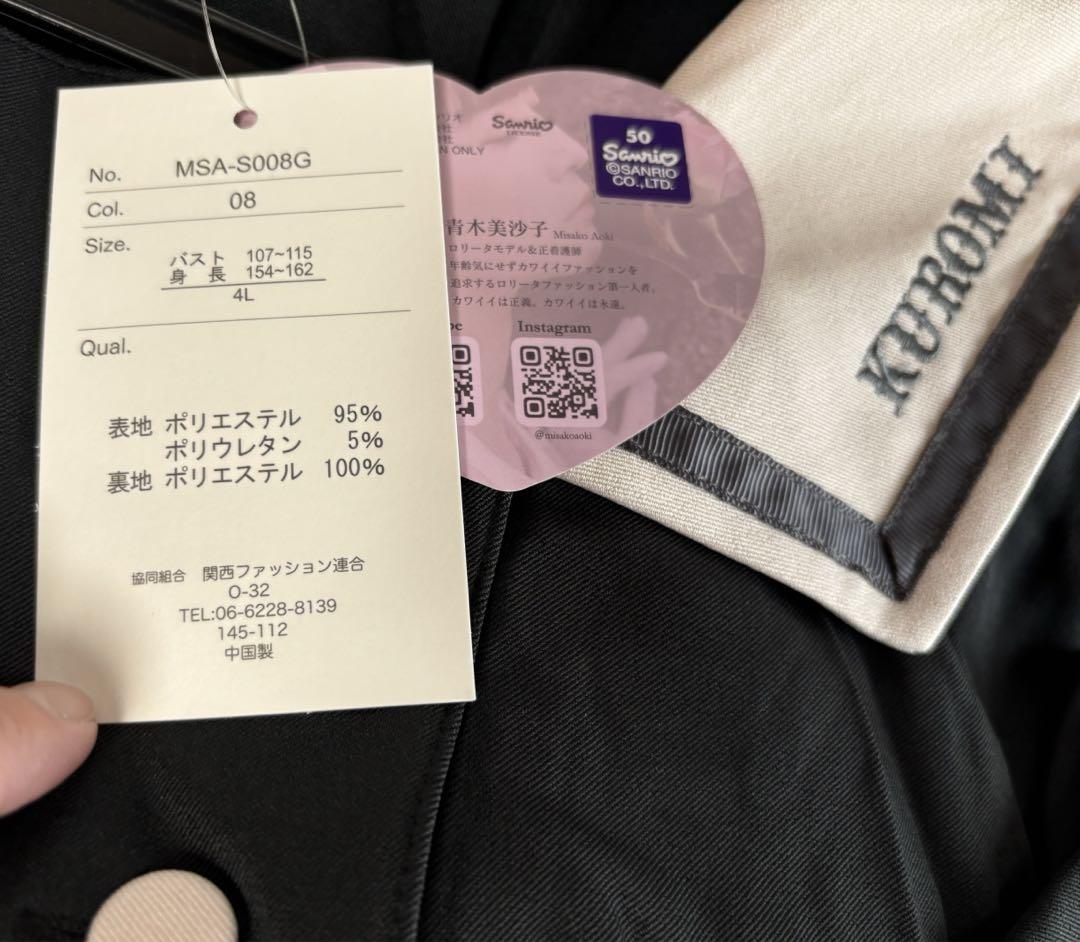 No. MSA-S008G
Col. 08
Size.
バスト 107~115
身 長 154~162
4L
Qual.
表地 ポリエステル 95%
ポリウレタン 5%
裏地 ポリエステル 100%
協同組合 関西ファッション連合
O-32
TEL:06-6228-8139
145-112
中国製
リオ
社
社
N ONLY
Sanrio
LICENSE
50
Sanrio
©SANRIO
CO.,LTD.
青木美沙子 Misako Aoki
ロリータモデル&正看護師
年齢気にせずカワイイファッションを
追求するロリータファッション第一人者。
カワイイは正義。カワイイは永遠。
be
Instagram
@misakoaoki
KUROMI